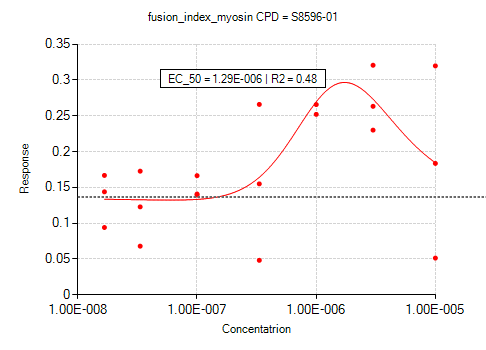 fusion_index_myosin CPD = S8596-01
0.35
0.3
EC_50 = 1.29E-006 | R2 = 0.48
0.25
0.2
Response
0.15
0.1
0.05
0
1.00E-008 1.00E-007 1.00E-006 1.00E-005
Concentatrion